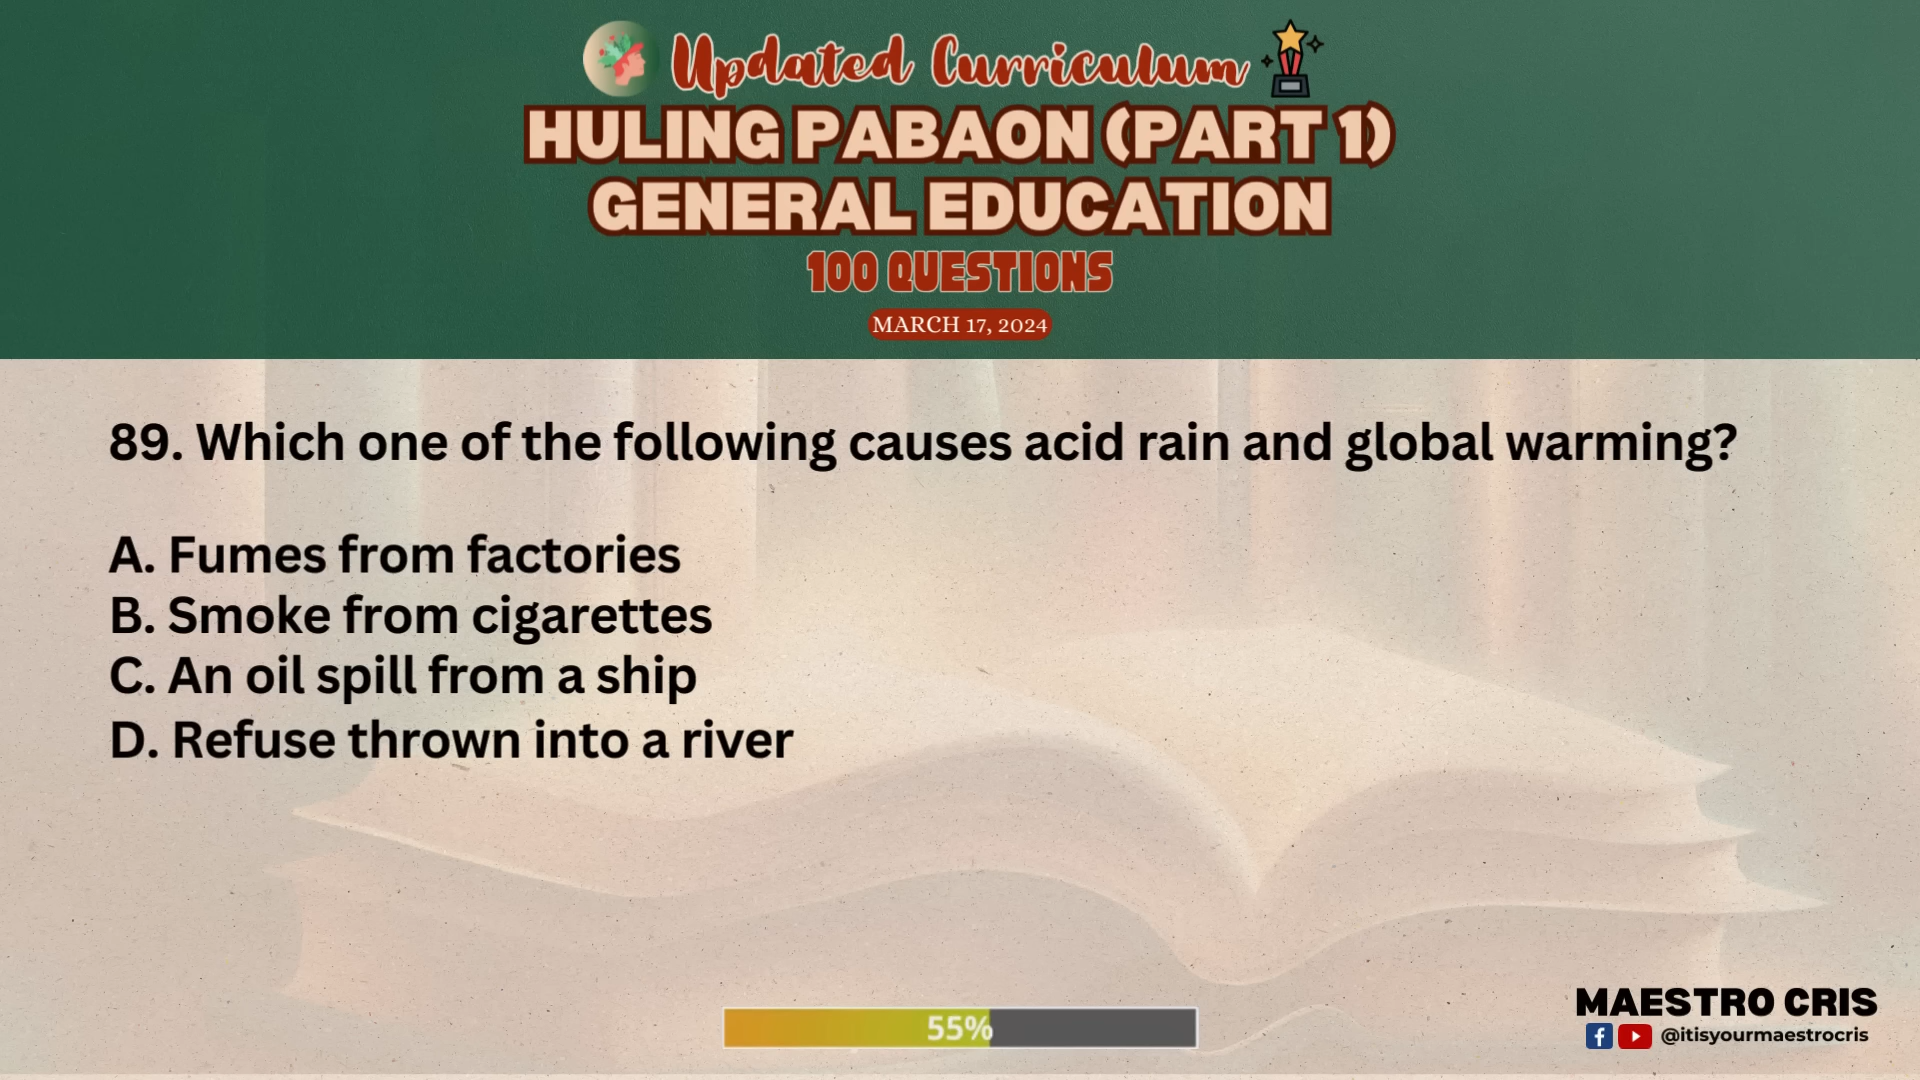 Updated Curriculum
HULING PABAON (PART 1)
GENERAL EDUCATION
100 QUESTIONS
MARCH 17, 2024
89. Which one of the following causes acid rain and global warming?
A. Fumes from factories
B. Smoke from cigarettes
C. An oil spill from a ship
D. Refuse thrown into a river
55%
MAESTRO CRIS
@itisyourmaestrocris